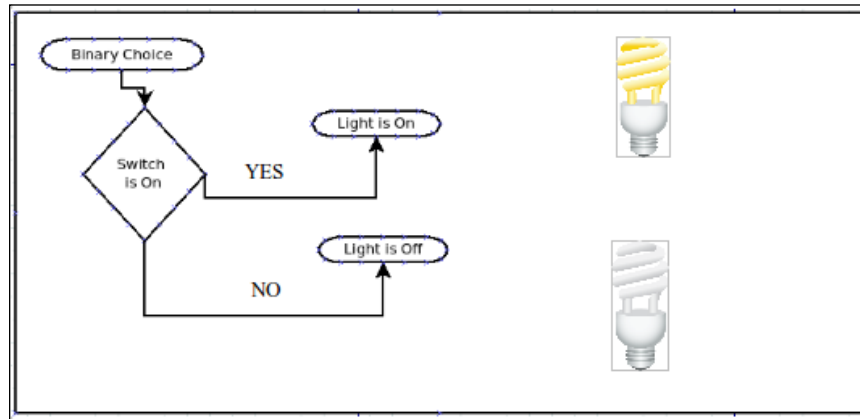 Binary Choice
Light is On
Switch
is On
YES
Light is Off
NO